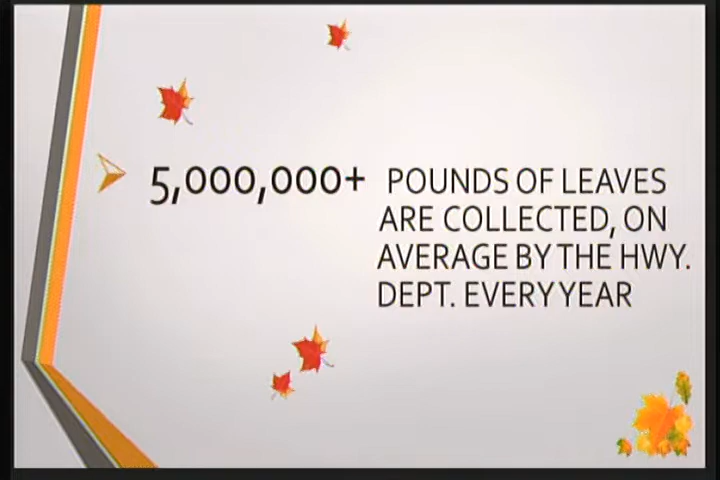 5,000,000+ POUNDS OF LEAVES
ARE COLLECTED, ON
AVERAGE BY THE HWY.
DEPT. EVERY YEAR